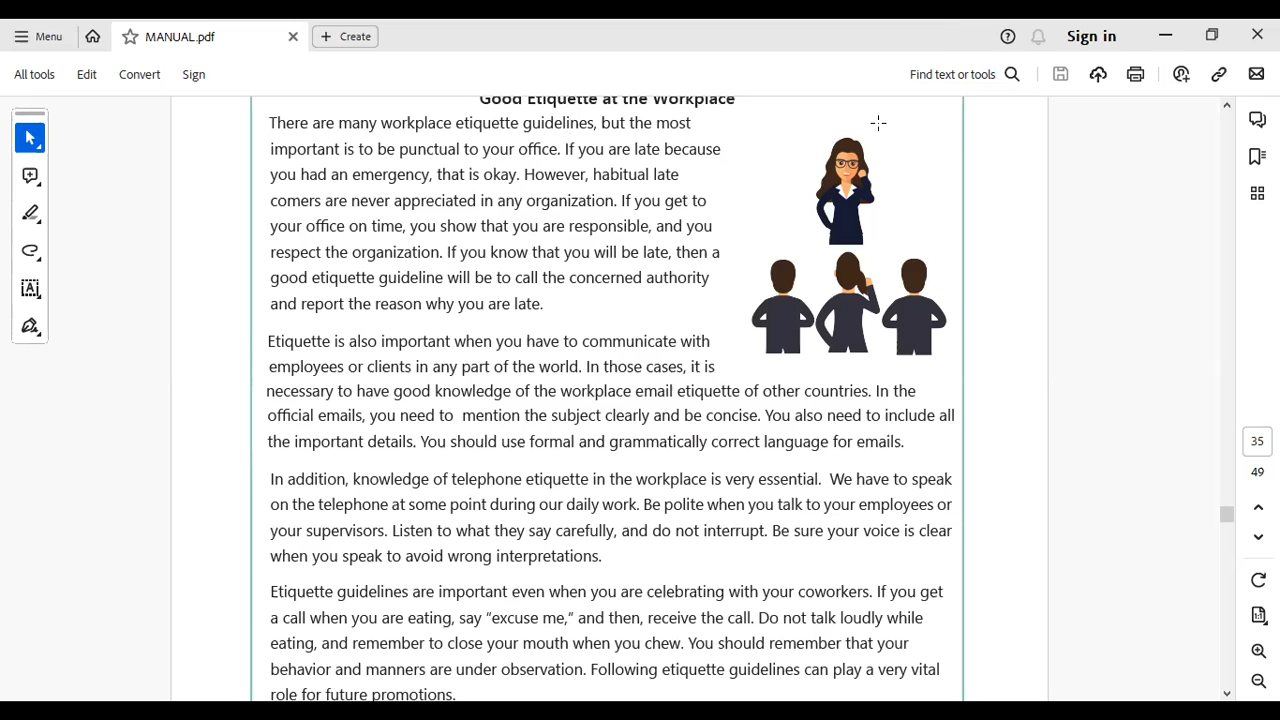 Menu
MANUAL.pdf
Create
Sign in
All tools
Edit
Convert
Sign
Find text or tools
Good Etiquette at the Workplace
There are many workplace etiquette guidelines, but the most
important is to be punctual to your office. If you are late because
you had an emergency, that is okay. However, habitual late
comers are never appreciated in any organization. If you get to
your office on time, you show that you are responsible, and you
respect the organization. If you know that you will be late, then a
good etiquette guideline will be to call the concerned authority
and report the reason why you are late.
Etiquette is also important when you have to communicate with
employees or clients in any part of the world. In those cases, it is
necessary to have good knowledge of the workplace email etiquette of other countries. In the
official emails, you need to mention the subject clearly and be concise. You also need to include all
the important details. You should use formal and grammatically correct language for emails.
In addition, knowledge of telephone etiquette in the workplace is very essential. We have to speak
on the telephone at some point during our daily work. Be polite when you talk to your employees or
your supervisors. Listen to what they say carefully, and do not interrupt. Be sure your voice is clear
when you speak to avoid wrong interpretations.
Etiquette guidelines are important even when you are celebrating with your coworkers. If you get
a call when you are eating, say “excuse me,” and then, receive the call. Do not talk loudly while
eating, and remember to close your mouth when you chew. You should remember that your
behavior and manners are under observation. Following etiquette guidelines can play a very vital
role for future promotions.
35
49